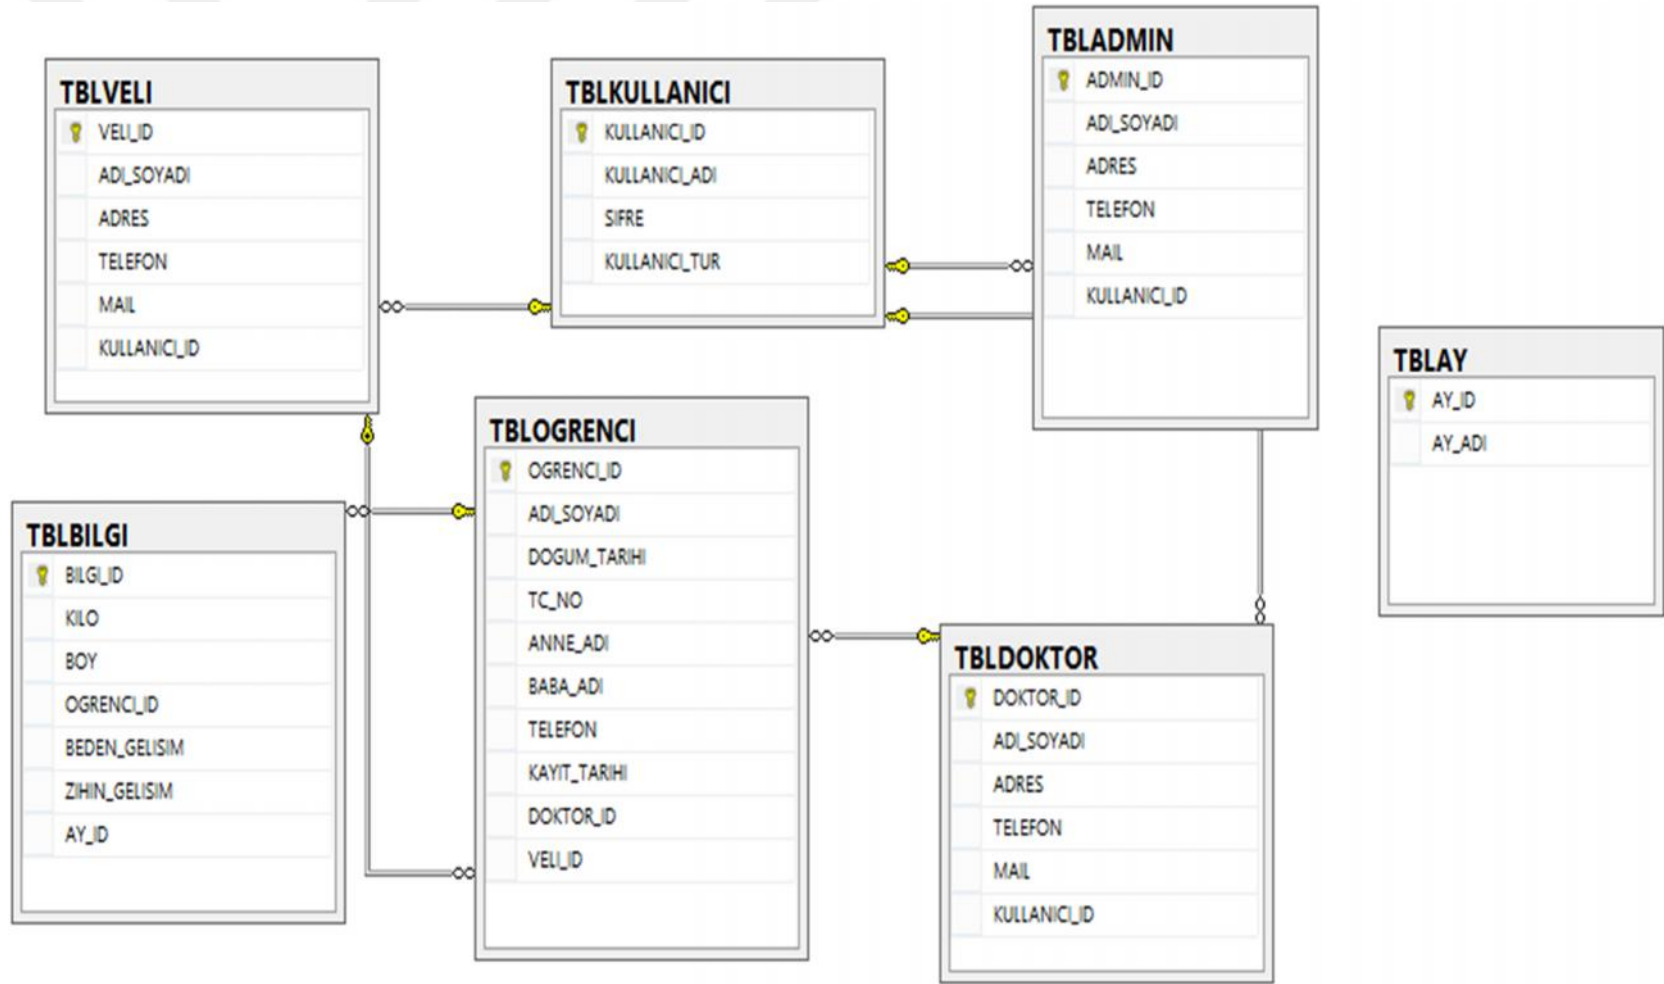 TBLVELI
VELI_ID
ADI_SOYADI
ADRES
TELEFON
MAIL
KULLANICI_ID
TBLKULLANICI
KULLANICI_ID
KULLANICI_ADI
SIFRE
KULLANICI_TUR
TBLADMIN
ADMIN_ID
ADI_SOYADI
ADRES
TELEFON
MAIL
KULLANICI_ID
TBLAY
AY_ID
AY_ADI
TBLBILGI
BILGI_ID
KILO
BOY
OGRENCI_ID
BEDEN_GELISIM
ZIHIN_GELISIM
AY_ID
TBLOGRENCI
OGRENCI_ID
ADI_SOYADI
DOGUM_TARIHI
TC_NO
ANNE_ADI
BABA_ADI
TELEFON
KAYIT_TARIHI
DOKTOR_ID
VELI_ID
TBLDOKTOR
DOKTOR_ID
ADI_SOYADI
ADRES
TELEFON
MAIL
KULLANICI_ID